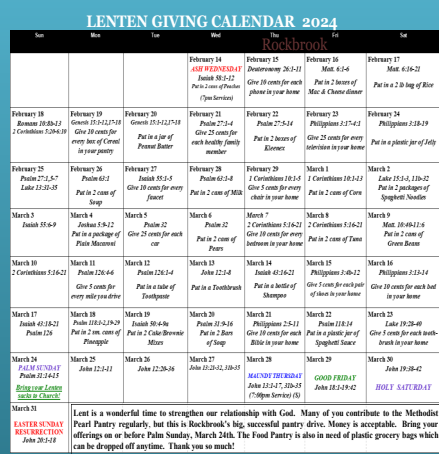 LENTEN GIVING CALENDAR 2024
Rockbrook
Sun Mon Tue Wed Thu Fri Sat
February 14
ASH WEDNESDAY
Isaiah 58:1-12
Put in 2 cans of Peaches
(7pm Services)
February 15
Deuteronomy 26:1-11
Give 10 cents for each
phone in your home
February 16
Matt. 6:1-6
Put in 2 boxes of
Mac & Cheese dinner
February 17
Matt. 6:16-21
Put in a 2 lb bag of Rice
February 18
Romans 10:8b-13
2 Corinthians 5:20-6:10
February 19
Genesis 15:1-12,17-18
Give 10 cents for
every box of Cereal
in your pantry
February 20
Genesis 15:1-12,17-18
Put in a jar of
Peanut Butter
February 21
Psalm 27:1-4
Give 25 cents for
each healthy family
member
February 22
Psalm 27:5-14
Put in 2 boxes of
Kleenex
February 23
Philippians 3:17-4:1
Give 25 cents for every
television in your home
February 24
Philippians 3:18-19
Put in a plastic jar of Jelly
February 25
Psalm 27:1,5-7
Luke 13:31-35
February 26
Psalm 63:1
Put in 2 cans of
Soup
February 27
Isaiah 55:1-5
Give 10 cents for every
faucet
February 28
Psalm 63:1-8
Put in 2 cans of Milk
February 29
1 Corinthians 10:1-5
Give 5 cents for every
chair in your home
March 1
1 Corinthians 10:1-13
Put in 2 cans of Corn
March 2
Luke 15:1-3, 11b-32
Put in 2 packages of
Spaghetti Noodles
March 3
Isaiah 55:6-9
March 4
Joshua 5:9-12
Put in a package of
Plain Macaroni
March 5
Psalm 32
Give 25 cents for each
car
March 6
Psalm 32
Put in 2 cans of
Pears
March 7
2 Corinthians 5:16-21
Give 10 cents for every
bedroom in your home
March 8
2 Corinthians 5:16-21
Put in 2 cans of Tuna
March 9
Matt. 10:40-11:6
Put in 2 cans of
Green Beans
March 10
2 Corinthians 5:16-21
March 11
Psalm 126:4-6
Give 5 cents for
every mile you drive
March 12
Psalm 126:1-4
Put in a tube of
Toothpaste
March 13
John 12:1-8
Put in a Toothbrush
March 14
Isaiah 43:16-21
Put in a bottle of
Shampoo
March 15
Philippians 3:4b-12
Give 5 cents for each pair
of shoes in your home
March 16
Philippians 3:13-14
Give 10 cents for each bed
in your home
March 17
Isaiah 43:18-21
Psalm 126
March 18
Psalm 118:1-2,19-29
Put in 2 cans of
Pineapple
March 19
Isaiah 50:4-9a
Put in 2 Cake/Brownie
Mixes
March 20
Psalm 31:9-16
Put in 2 Bars
of Soap
March 21
Philippians 2:5-11
Give 10 cents for each
Bible in your home
March 22
Psalm 118:14
Put in a plastic jar of
Spaghetti Sauce
March 23
Luke 19:28-40
Give 5 cents for each tooth-
brush in your home
March 24
PALM SUNDAY
Psalm 31:14-15
Bring your Lenten
sacks to Church!
March 25
John 12:1-11
March 26
John 12:20-36
March 27
John 13:21-32, 31b-35
March 28
MAUNDY THURSDAY
John 13:1-17, 31b-35
(7:00pm Service) (S)
March 29
GOOD FRIDAY
John 18:1-19:42
March 30
John 19:38-42
HOLY SATURDAY
March 31
EASTER SUNDAY
RESURRECTION
John 20:1-18
Lent is a wonderful time to strengthen our relationship with God. Many of you contribute to the Methodist
Pearl Pantry regularly, but this is Rockbrook's big, successful pantry drive. Money is acceptable. Bring your
offerings on or before Palm Sunday, March 24th. The Food Pantry is also in need of plastic grocery bags which
can be dropped off anytime. Thank you so much!